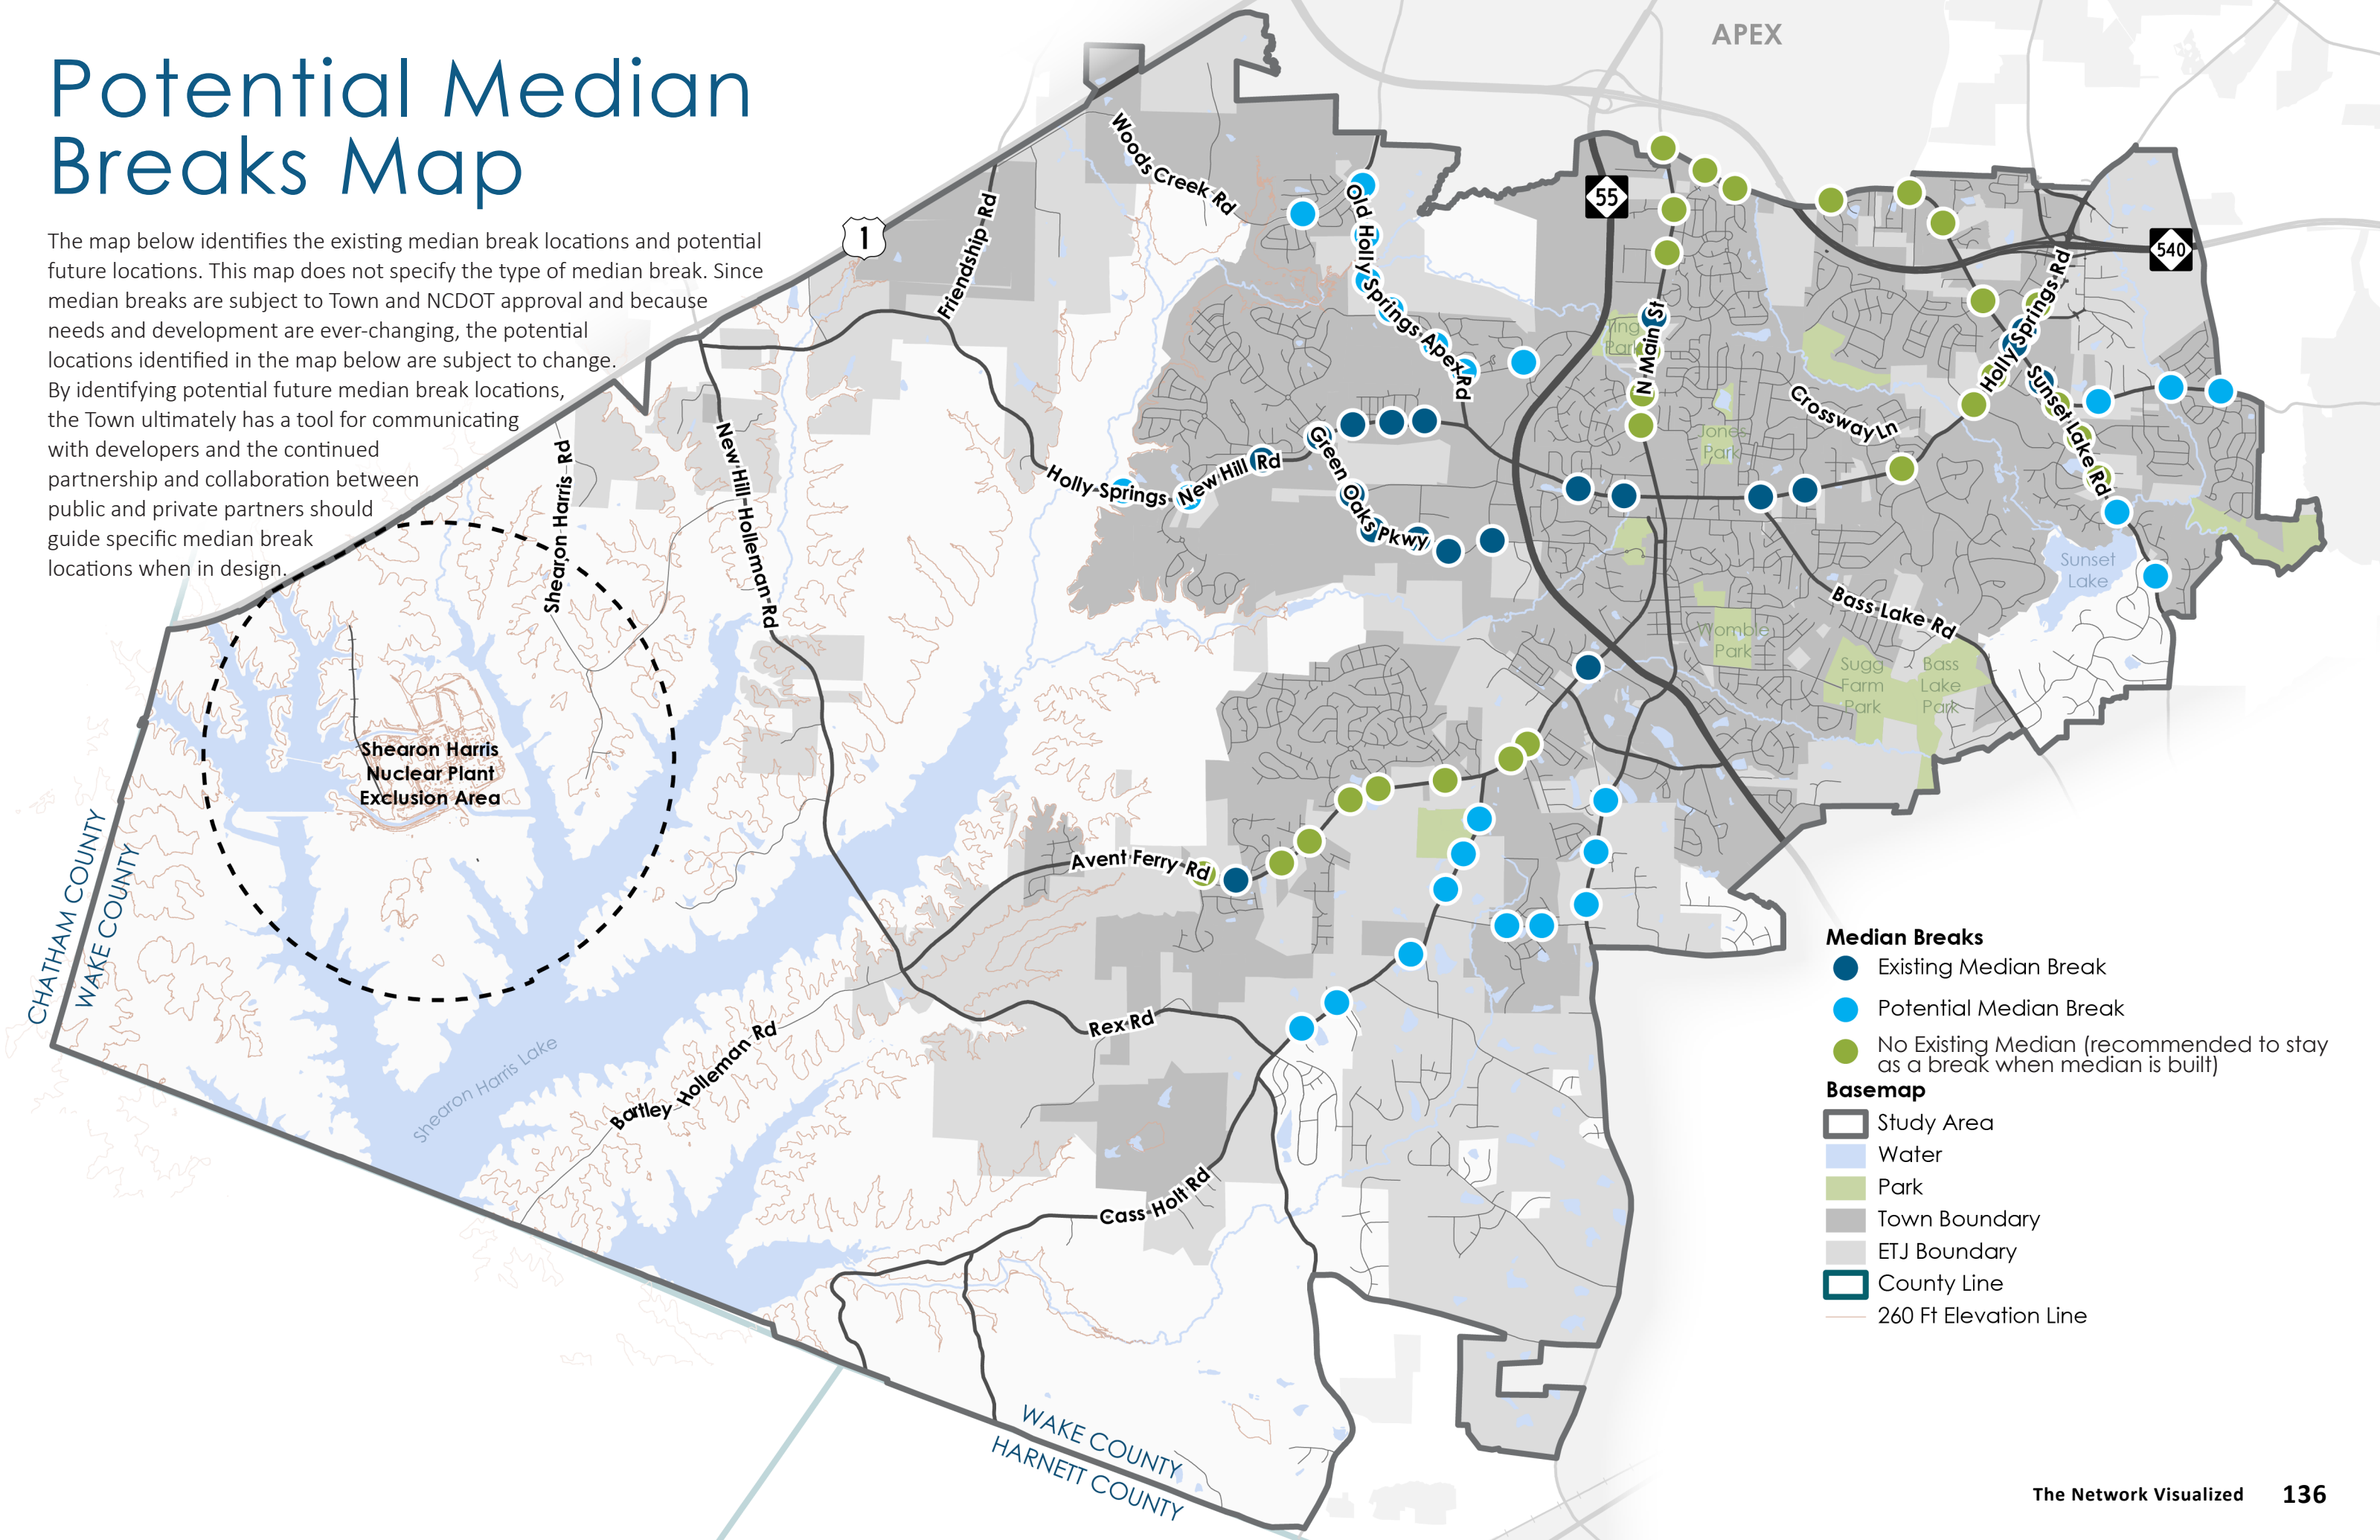 Potential Median
Breaks Map
The map below identifies the existing median break locations and potential
future locations. This map does not specify the type of median break. Since
median breaks are subject to Town and NCDOT approval and because
needs and development are ever-changing, the potential
locations identified in the map below are subject to change.
By identifying potential future median break locations,
the Town ultimately has a tool for communicating
with developers and the continued
partnership and collaboration between
public and private partners should
guide specific median break
locations when in design.
APEX
Woods Creek Rd
Old Holly Springs Apex Rd
55
1
Friendship Rd
540
Holly Springs Rd
N Main St
Park
Crossway Ln
Sunset Lake Rd
Jones
Park
Shearon Harris Rd
New Hill Holleman Rd
Holly Springs New Hill Rd
Green Oaks Pkwy
Sunset
Lake
Bass Lake Rd
Womble
Park
Sugg
Farm
Park
Bass
Lake
Park
Shearon Harris
Nuclear Plant
Exclusion Area
CHATHAM COUNTY
WAKE COUNTY
Avent Ferry Rd
Rex Rd
Bartley Holleman Rd
Shearon Harris Lake
Cass Holt Rd
WAKE COUNTY
HARNETT COUNTY
Median Breaks
Existing Median Break
Potential Median Break
No Existing Median (recommended to stay
as a break when median is built)
Basemap
Study Area
Water
Park
Town Boundary
ETJ Boundary
County Line
260 Ft Elevation Line
The Network Visualized 136